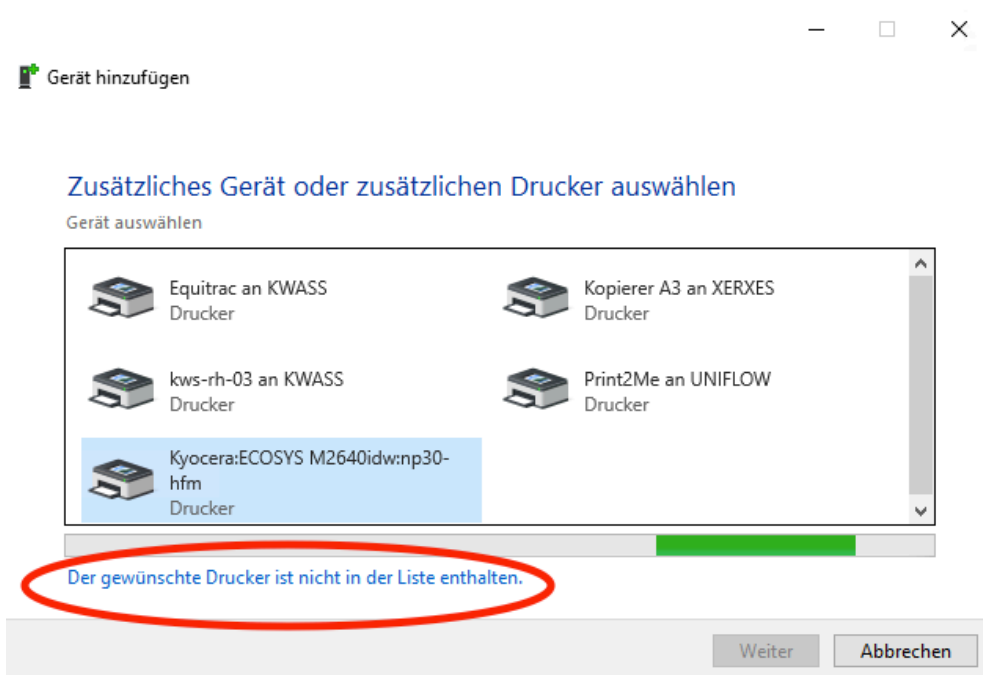 Gerät hinzufügen
Zusätzliches Gerät oder zusätzlichen Drucker auswählen
Gerät auswählen
Equitrac an KWASS
Drucker
Kopierer A3 an XERXES
Drucker
kws-rh-03 an KWASS
Drucker
Print2Me an UNIFLOW
Drucker
Kyocera:ECOSYS M2640idw:np30-
hfm
Drucker
Der gewünschte Drucker ist nicht in der Liste enthalten.
Weiter
Abbrechen